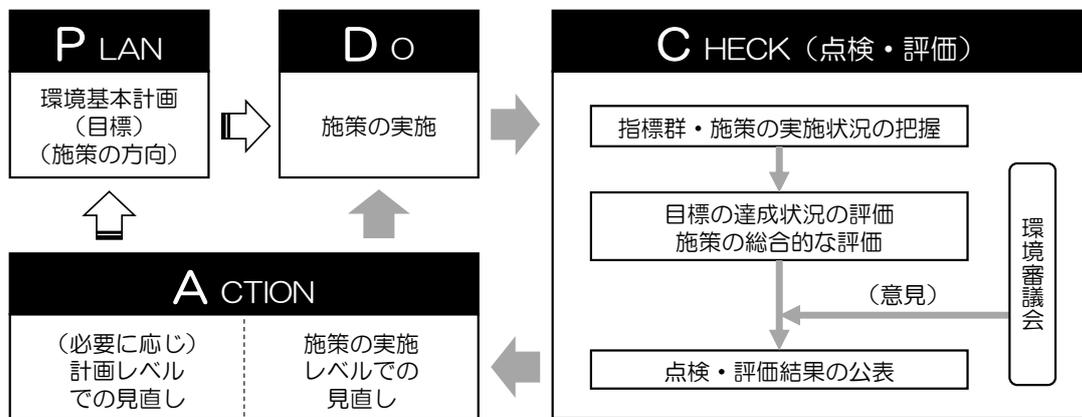 P LAN
環境基本計画
（目標）
（施策の方向）
D O
施策の実施
C HECK（点検・評価）
指標群・施策の実施状況の把握
目標の達成状況の評価
施策の総合的な評価
（意見）
環境審議会
点検・評価結果の公表
A CTION
（必要に応じ）
計画レベル
での見直し
施策の実施
レベルでの
見直し